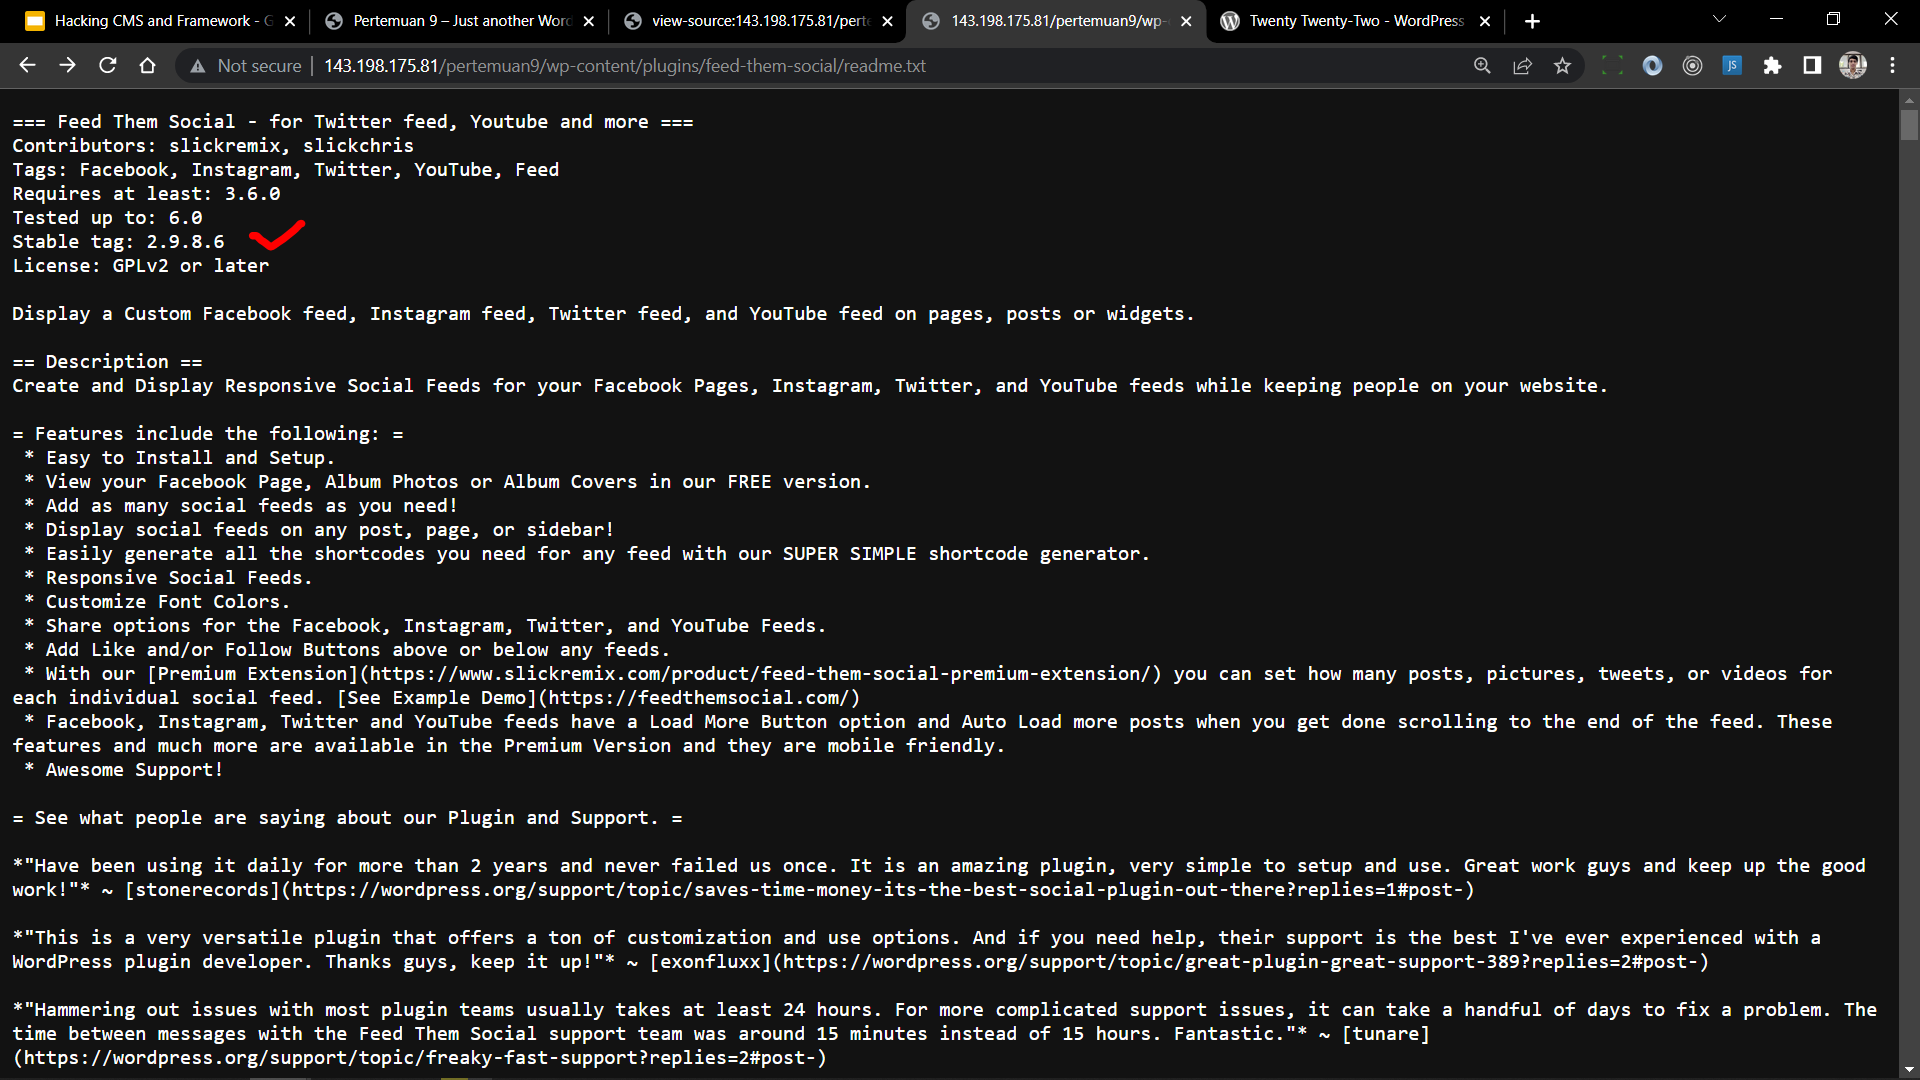 Hacking CMS and Framework - G
Pertemuan 9 – Just another Word
view-source:143.198.175.81/perte
143.198.175.81/pertemuan9/wp-
Twenty Twenty-Two - WordPress
Not secure
143.198.175.81/pertemuan9/wp-content/plugins/feed-them-social/readme.txt
JS
=== Feed Them Social - for Twitter feed, Youtube and more ===
Contributors: slickremix, slickchris
Tags: Facebook, Instagram, Twitter, YouTube, Feed
Requires at least: 3.6.0
Tested up to: 6.0
Stable tag: 2.9.8.6
License: GPLv2 or later
Display a Custom Facebook feed, Instagram feed, Twitter feed, and YouTube feed on pages, posts or widgets.
== Description ==
Create and Display Responsive Social Feeds for your Facebook Pages, Instagram, Twitter, and YouTube feeds while keeping people on your website.
= Features include the following: =
* Easy to Install and Setup.
* View your Facebook Page, Album Photos or Album Covers in our FREE version.
* Add as many social feeds as you need!
* Display social feeds on any post, page, or sidebar!
* Easily generate all the shortcodes you need for any feed with our SUPER SIMPLE shortcode generator.
* Responsive Social Feeds.
* Customize Font Colors.
* Share options for the Facebook, Instagram, Twitter, and YouTube Feeds.
* Add Like and/or Follow Buttons above or below any feeds.
* With our [Premium Extension](https://www.slickremix.com/product/feed-them-social-premium-extension/) you can set how many posts, pictures, tweets, or videos for
each individual social feed. [See Example Demo](https://feedthemsocial.com/)
* Facebook, Instagram, Twitter and YouTube feeds have a Load More Button option and Auto Load more posts when you get done scrolling to the end of the feed. These
features and much more are available in the Premium Version and they are mobile friendly.
* Awesome Support!
= See what people are saying about our Plugin and Support. =
*"Have been using it daily for more than 2 years and never failed us once. It is an amazing plugin, very simple to setup and use. Great work guys and keep up the good
work!"* ~ [stonerecords](https://wordpress.org/support/topic/saves-time-money-its-the-best-social-plugin-out-there?replies=1#post-)
*"This is a very versatile plugin that offers a ton of customization and use options. And if you need help, their support is the best I've ever experienced with a
WordPress plugin developer. Thanks guys, keep it up!"* ~ [exonfluxx](https://wordpress.org/support/topic/great-plugin-great-support-389?replies=2#post-)
*"Hammering out issues with most plugin teams usually takes at least 24 hours. For more complicated support issues, it can take a handful of days to fix a problem. The
time between messages with the Feed Them Social support team was around 15 minutes instead of 15 hours. Fantastic."* ~ [tunare]
(https://wordpress.org/support/topic/freaky-fast-support?replies=2#post-)